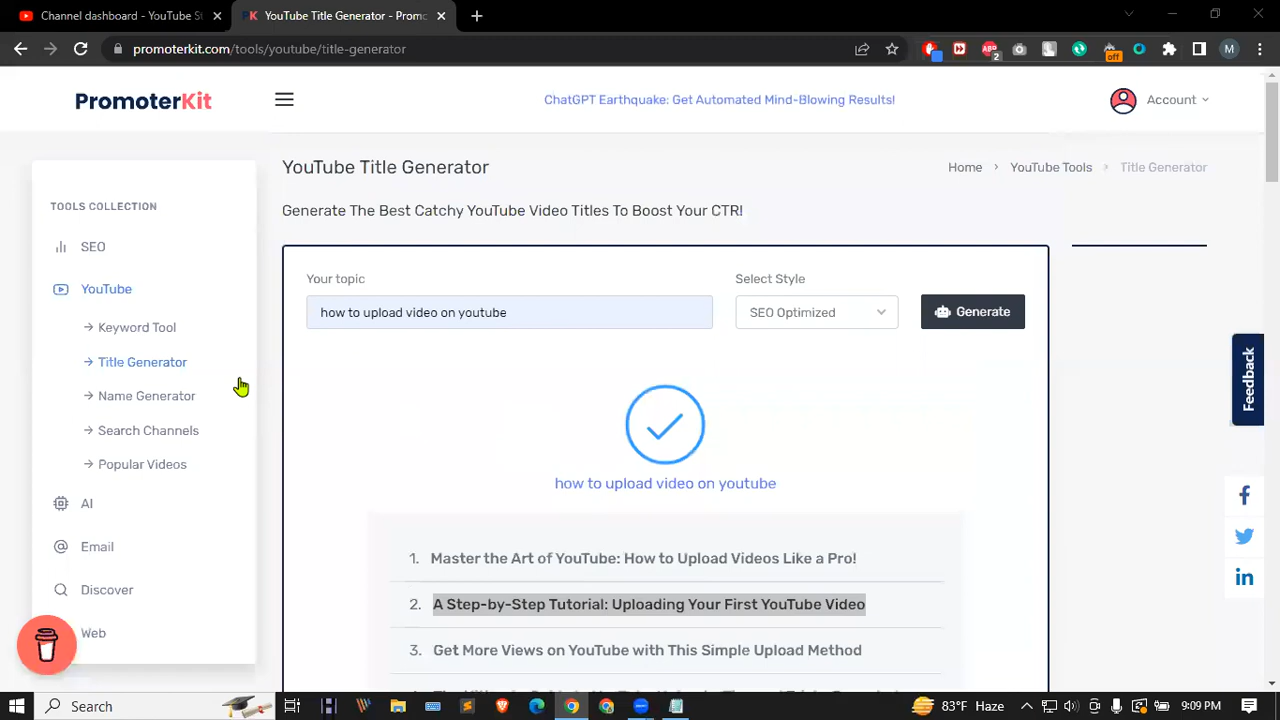 Channel dashboard - YouTube S
YouTube Title Generator - Promo
promoterkit.com/tools/youtube/title-generator
2
off
M
PromoterKit
ChatGPT Earthquake: Get Automated Mind-Blowing Results!
Account
TOOLS COLLECTION
SEO
YouTube
Keyword Tool
Title Generator
Name Generator
Search Channels
Popular Videos
AI
Email
Discover
Web
YouTube Title Generator
Home
YouTube Tools
Title Generator
Generate The Best Catchy YouTube Video Titles To Boost Your CTR!
Your topic
Select Style
how to upload video on youtube
SEO Optimized
Generate
how to upload video on youtube
1. Master the Art of YouTube: How to Upload Videos Like a Pro!
2. A Step-by-Step Tutorial: Uploading Your First YouTube Video
3. Get More Views on YouTube with This Simple Upload Method
Feedback
Search
83°F Haze
9:09 PM